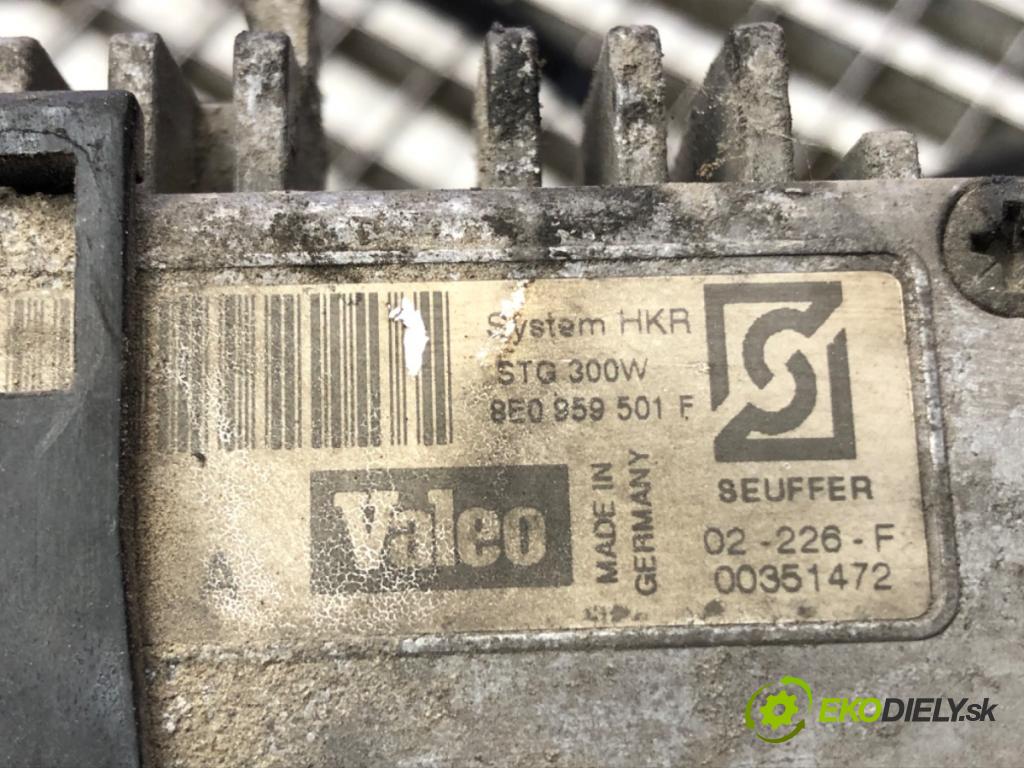 System HKR
STG 300W
8E0 959 501 F
Valeo
MADE IN
GERMANY
SEUFFER
02-226-F
00351472
A
EKODIELY.sk